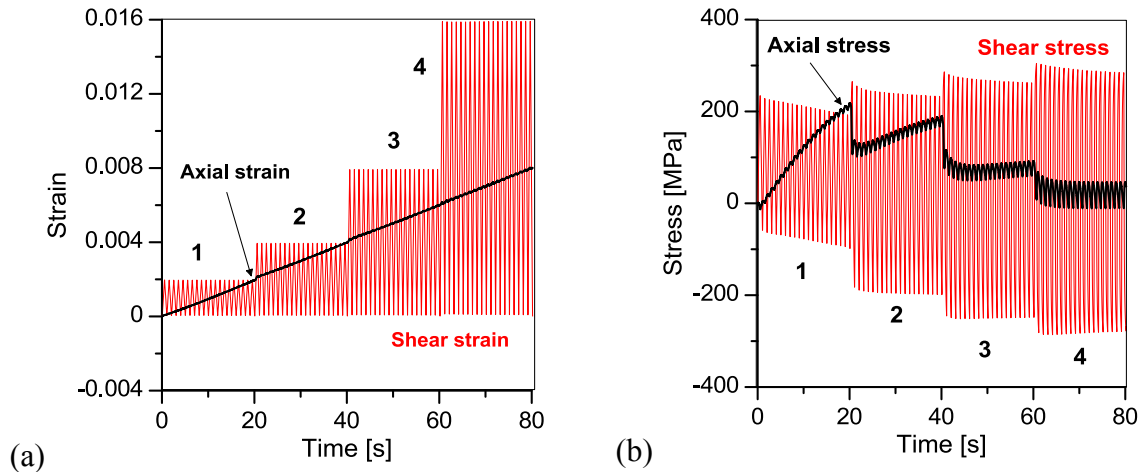 0.016
0.012
0.008
0.004
0
-0.004
Strain
4
3
2
1
Axial strain
Shear strain
0 20 40 60 80
Time [s]
(a)
400
200
0
-200
-400
Stress [MPa]
Axial stress
Shear stress
1
2
3
4
0 20 40 60 80
Time [s]
(b)